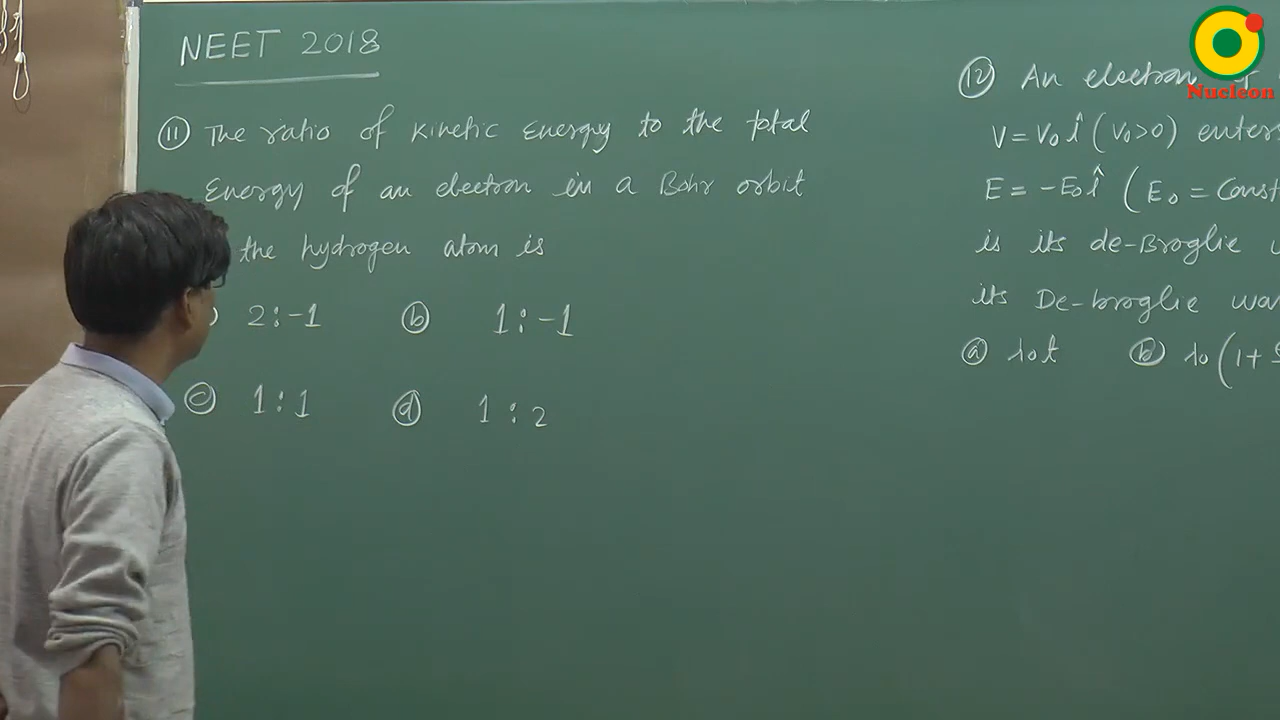 NEET 2018
⑪ The ratio of Kinetic Energy to the total
Energy of an electron in a Bohr orbit
the hydrogen atom is
2:-1 ⓑ 1:-1
ⓒ 1:1 ⓓ 1:2
⑫ An electron of
V = V₀ î (V₀>0) enters
E = -E₀ î (E₀ = Const
is its de-Broglie
its De-broglie wa
ⓐ λ₀t ⓑ λ₀(1+
Nucleon